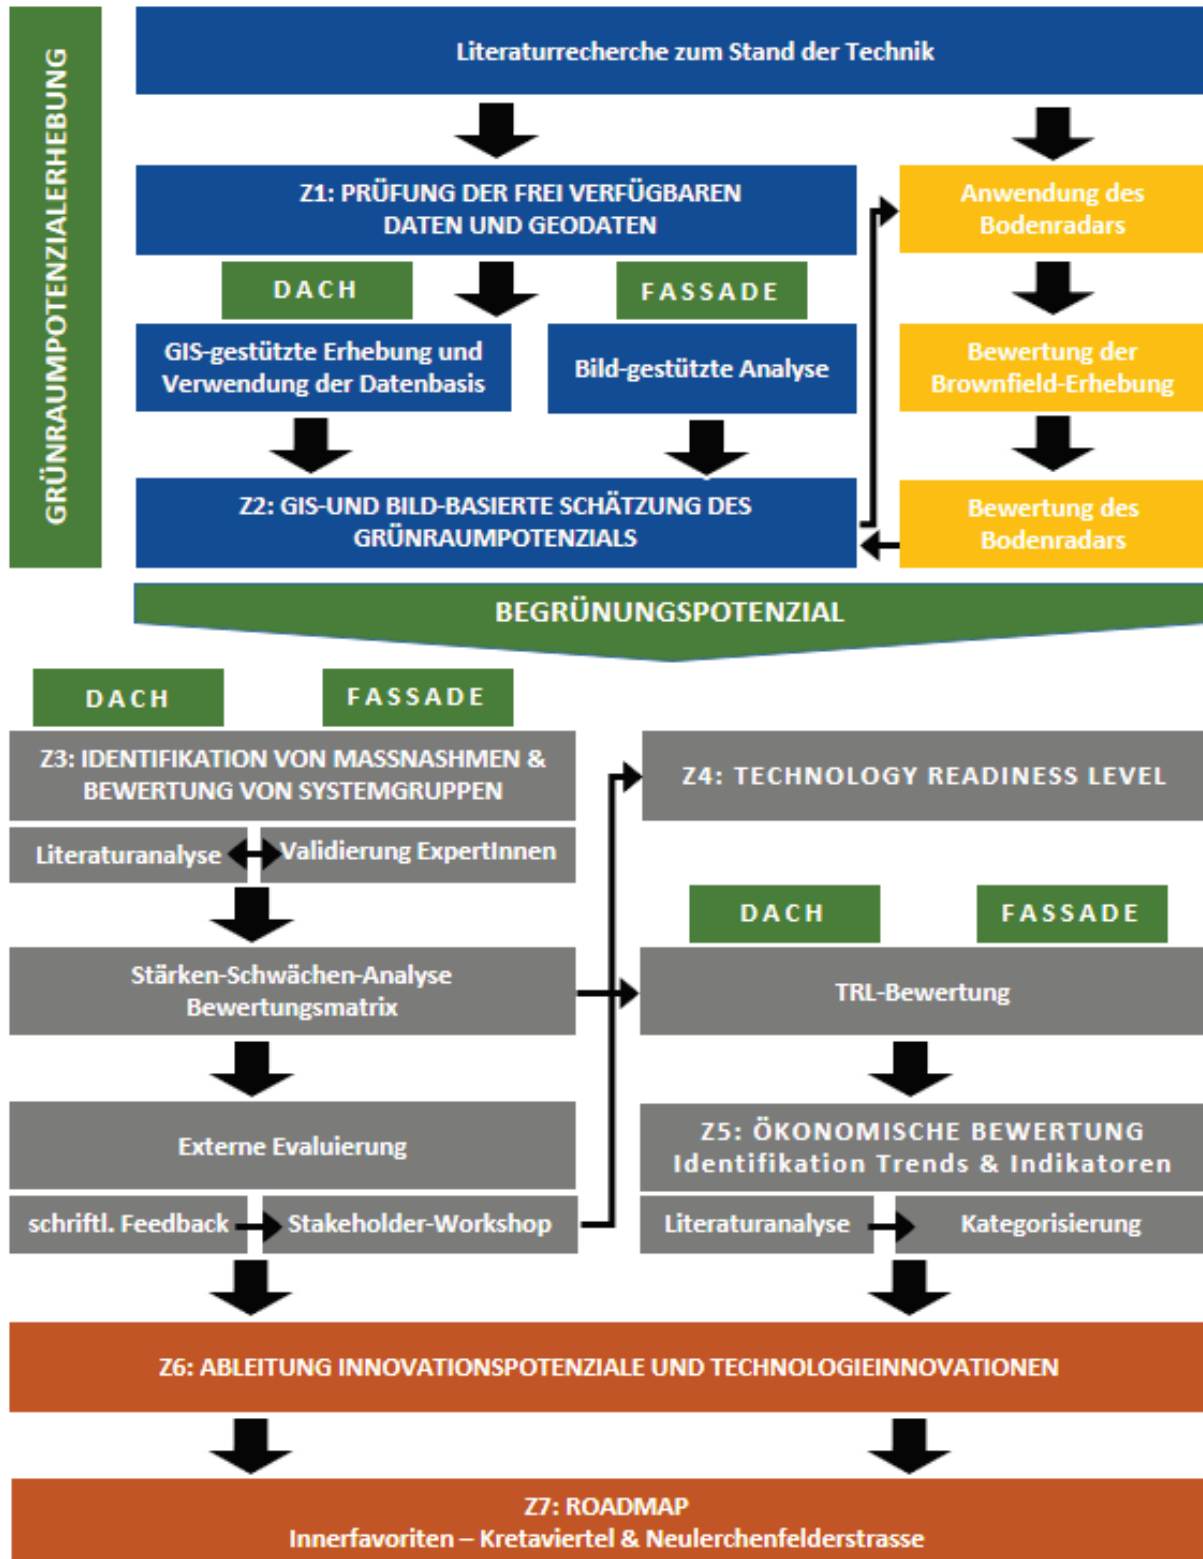 GRÜNRAUMPOTENZIALERHEBUNG
Literaturrecherche zum Stand der Technik
Z1: PRÜFUNG DER FREI VERFÜGBAREN
DATEN UND GEODATEN
Anwendung des
Bodenradars
DACH
FASSADE
GIS-gestützte Erhebung und
Verwendung der Datenbasis
Bild-gestützte Analyse
Bewertung der
Brownfield-Erhebung
Z2: GIS-UND BILD-BASIERTE SCHÄTZUNG DES
GRÜNRAUMPOTENZIALS
Bewertung des
Bodenradars
BEGRÜNUNGSPOTENZIAL
DACH
FASSADE
Z3: IDENTIFIKATION VON MASSNASHMEN &
BEWERTUNG VON SYSTEMGRUPPEN
Literaturanalyse
Validierung ExpertInnen
Z4: TECHNOLOGY READINESS LEVEL
DACH
FASSADE
Stärken-Schwächen-Analyse
Bewertungsmatrix
TRL-Bewertung
Externe Evaluierung
schriftl. Feedback
Stakeholder-Workshop
Z5: ÖKONOMISCHE BEWERTUNG
Identifikation Trends & Indikatoren
Literaturanalyse
Kategorisierung
Z6: ABLEITUNG INNOVATIONSPOTENZIALE UND TECHNOLOGIEINNOVATIONEN
Z7: ROADMAP
Innerfavoriten – Kretaviertel & Neulerchenfelderstrasse